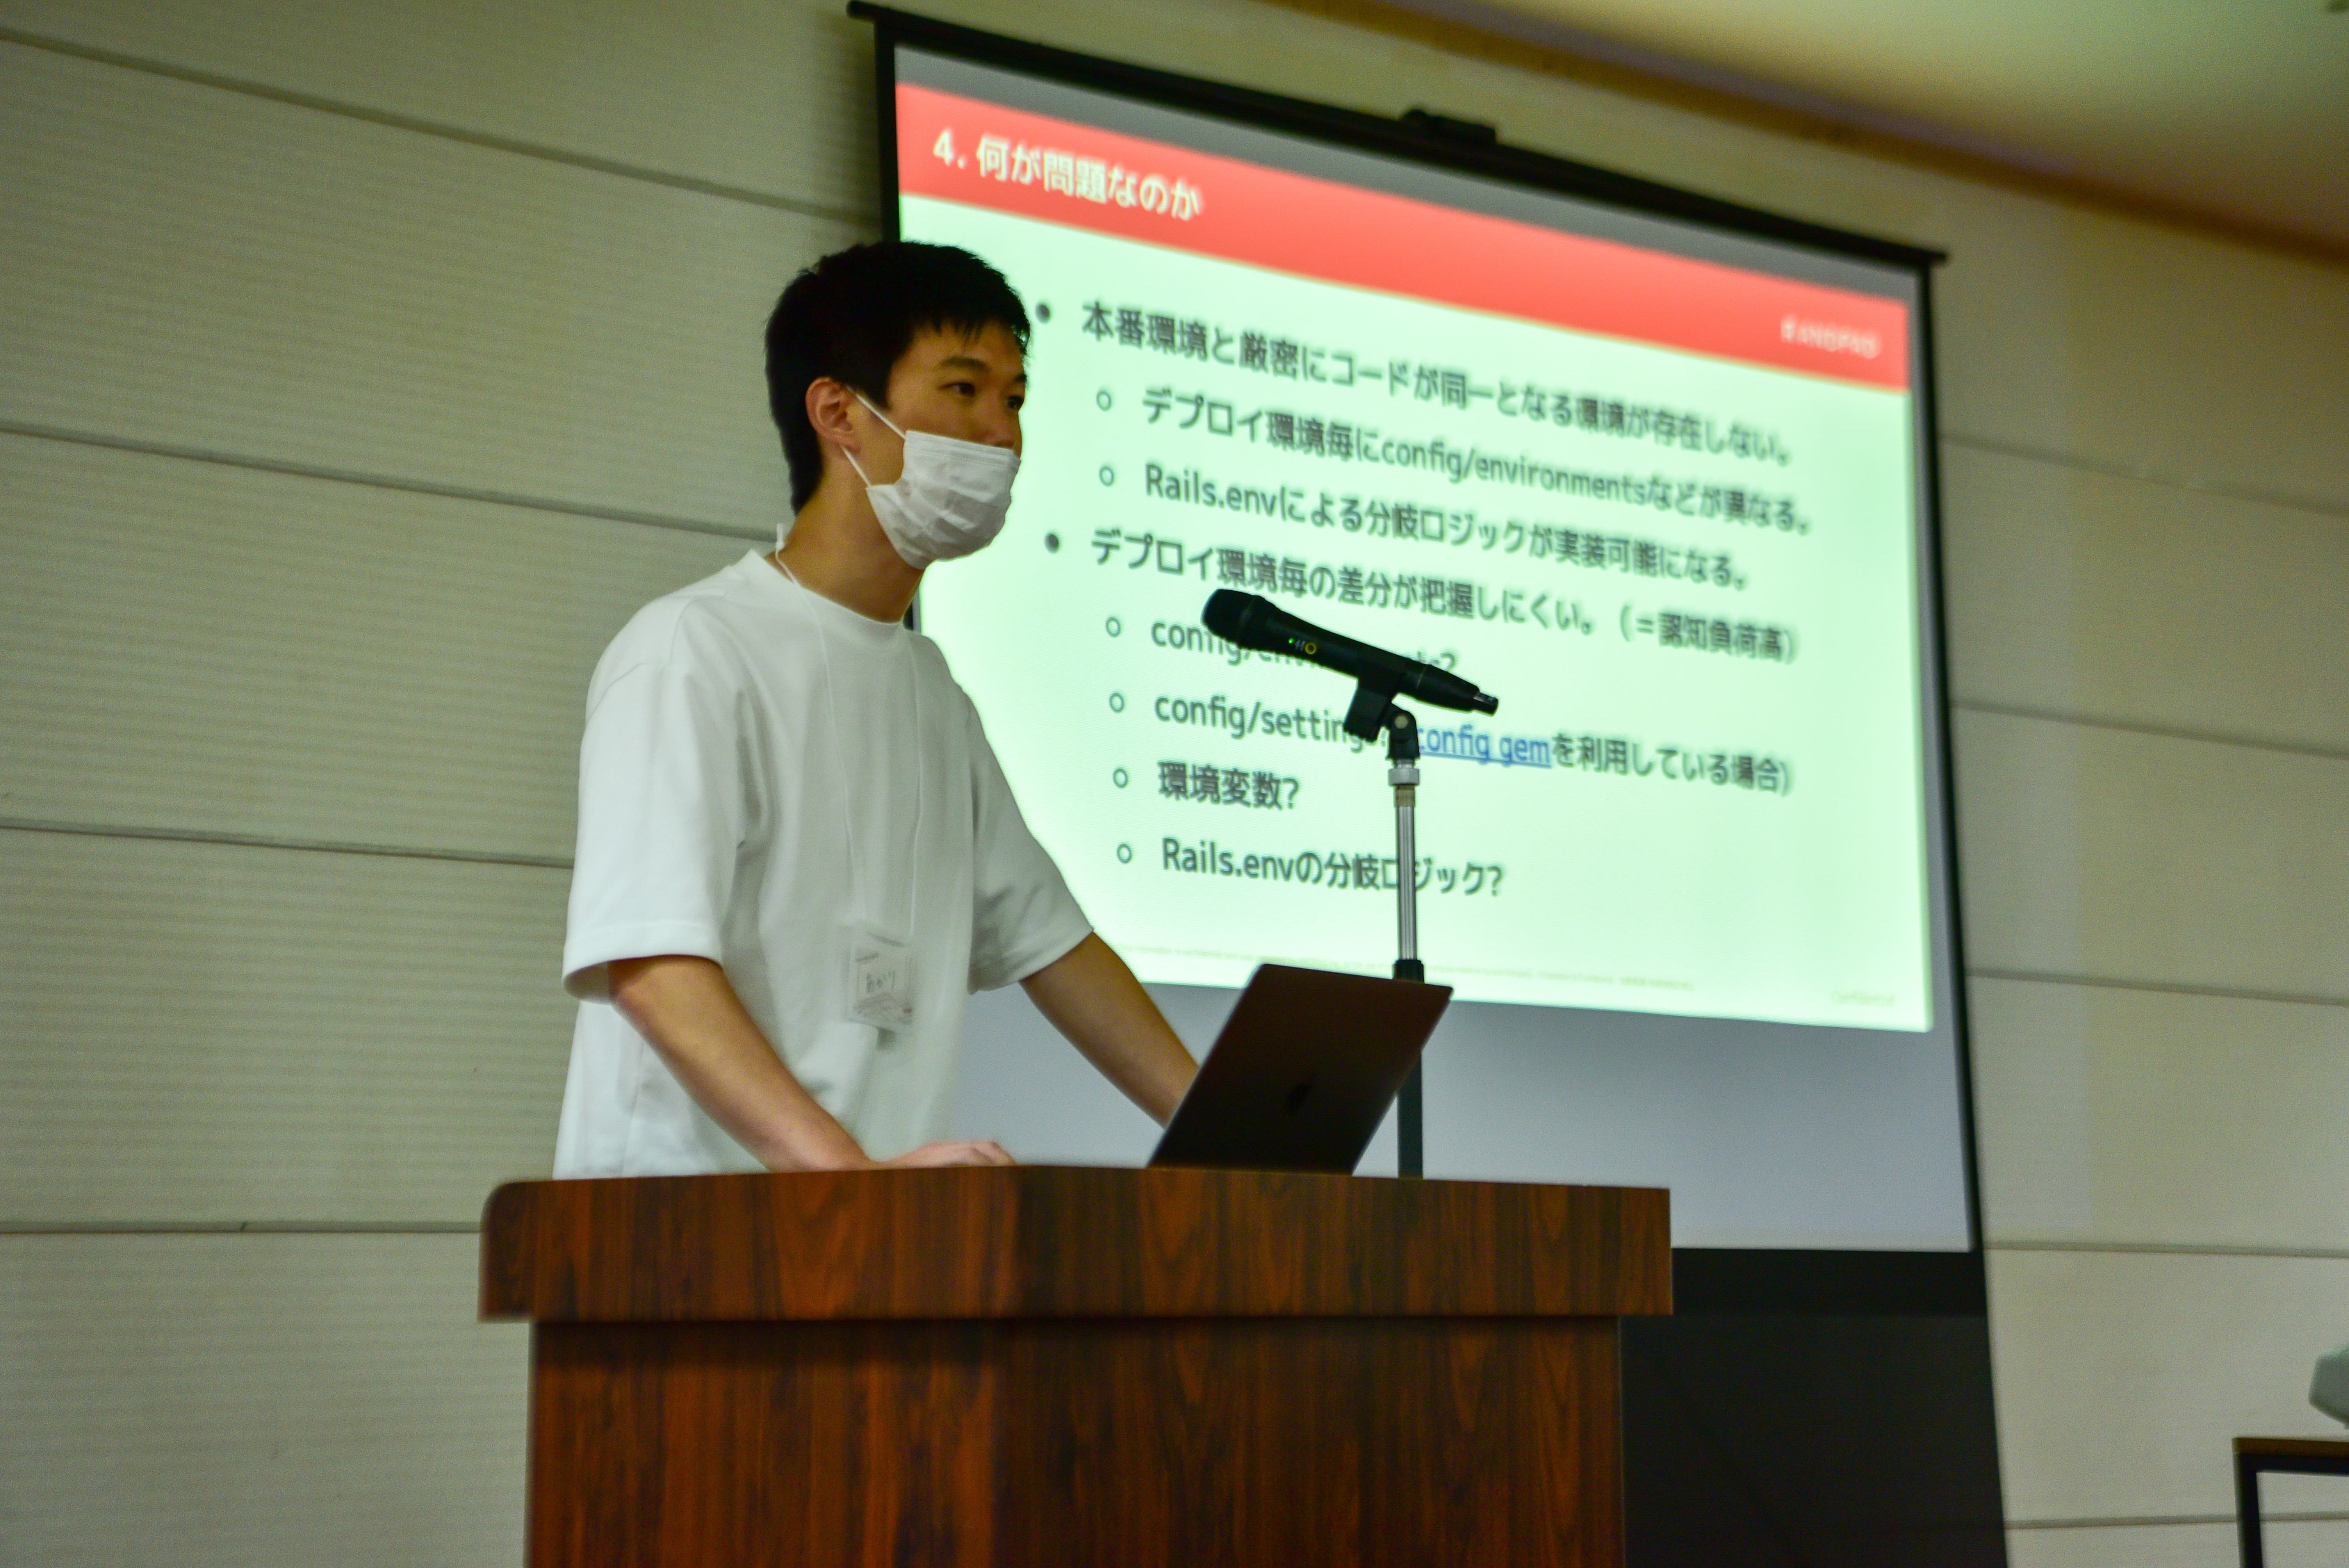 4. 何が問題なのか
ANDPAD
● 本番環境と厳密にコードが同一となる環境が存在しない。
○ デプロイ環境毎にconfig/environmentsなどが異なる。
○ Rails.envによる分岐ロジックが実装可能になる。
● デプロイ環境毎の差分が把握しにくい。（＝認知負荷高）
○ config/
○ config/setting config gemを利用している場合)
○ 環境変数?
○ Rails.envの分岐ロジック?
Confidential
あかり